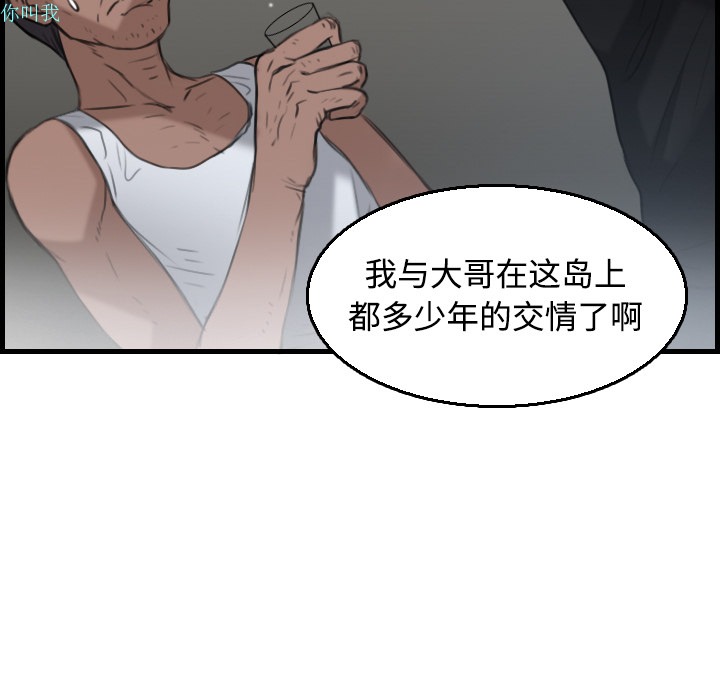 你叫我
我与大哥在这岛上
都多少年的交情了啊